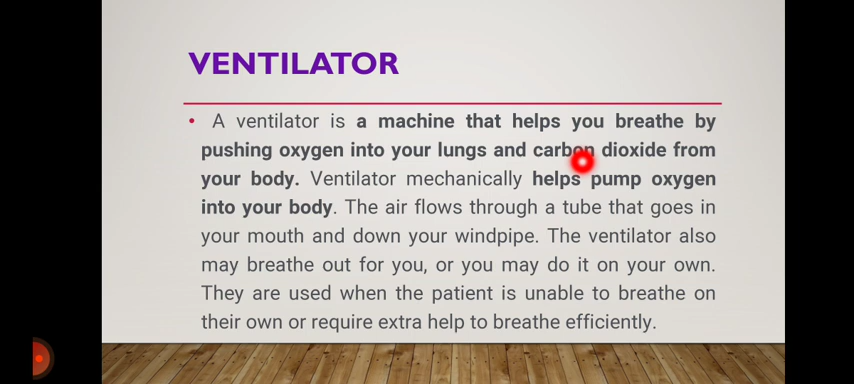 VENTILATOR
• A ventilator is a machine that helps you breathe by
pushing oxygen into your lungs and carbon dioxide from
your body. Ventilator mechanically helps pump oxygen
into your body. The air flows through a tube that goes in
your mouth and down your windpipe. The ventilator also
may breathe out for you, or you may do it on your own.
They are used when the patient is unable to breathe on
their own or require extra help to breathe efficiently.